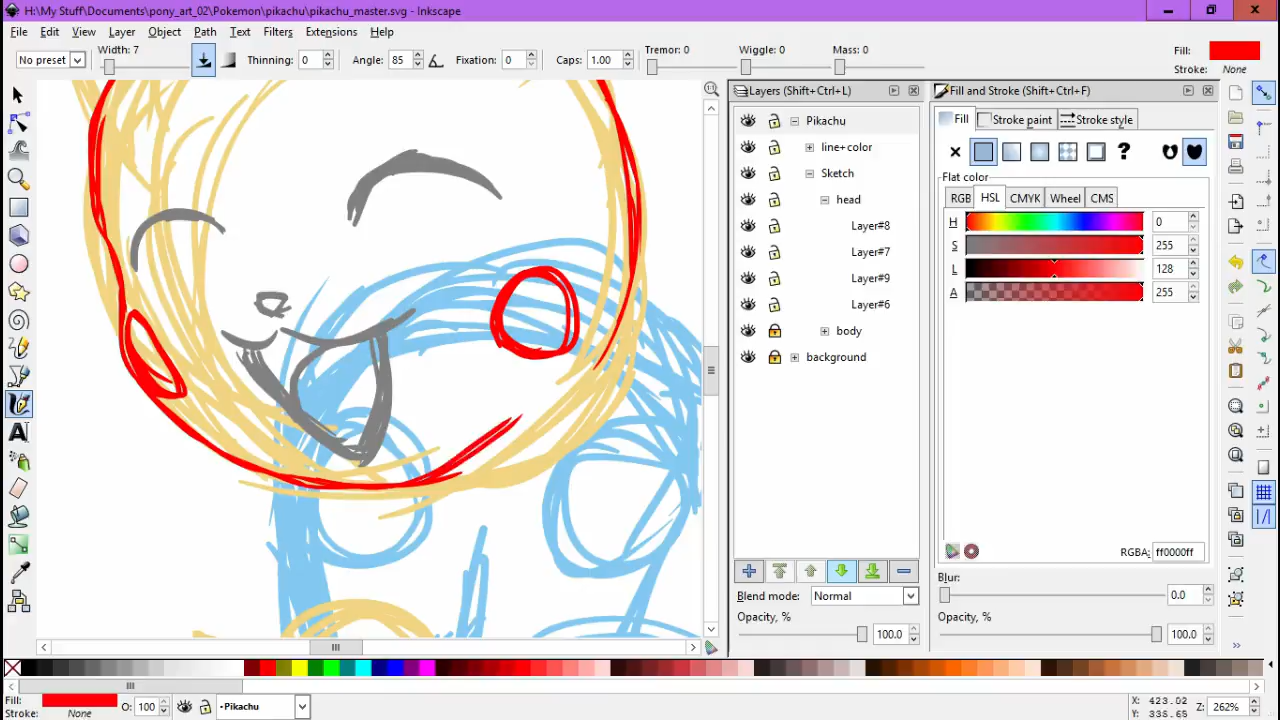 H:\My Stuff\Documents\pony_art_02\Pokemon\pikachu\pikachu_master.svg - Inkscape
File Edit View Layer Object Path Text Filters Extensions Help
No preset Width: 7 Thinning: 0 Angle: 85 Fixation: 0 Caps: 1.00 Tremor: 0 Wiggle: 0 Mass: 0 Fill:
Stroke: None
Layers (Shift+Ctrl+L) Fill and Stroke (Shift+Ctrl+F)
Pikachu Fill Stroke paint Stroke style
line+color
Sketch Flat color
head RGB HSL CMYK Wheel CMS
Layer#8 H 0
Layer#7 S 255
Layer#9 L 128
Layer#6 A 255
body
background
RGBA: ff0000ff
Blur:
Blend mode: Normal 0.0
Opacity, % Opacity, %
100.0 100.0
Fill: O: 100 Pikachu X: 423.02 Z: 262%
Stroke: None Y: 335.65